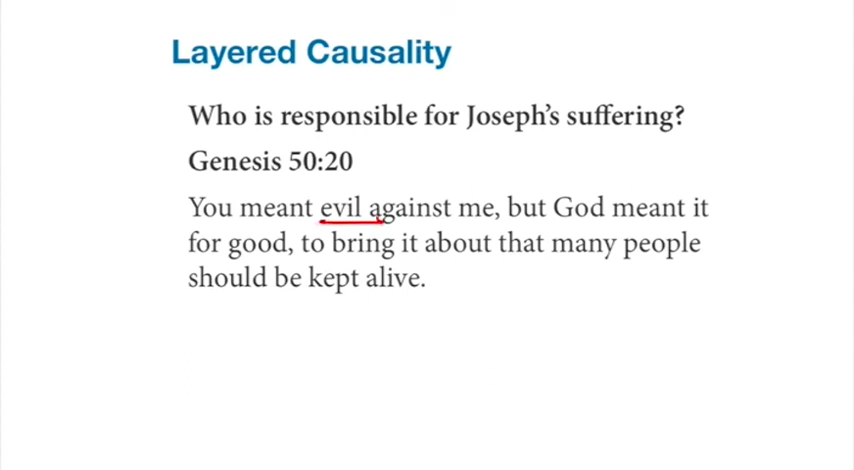 Layered Causality
Who is responsible for Joseph's suffering?
Genesis 50:20
You meant evil against me, but God meant it
for good, to bring it about that many people
should be kept alive.